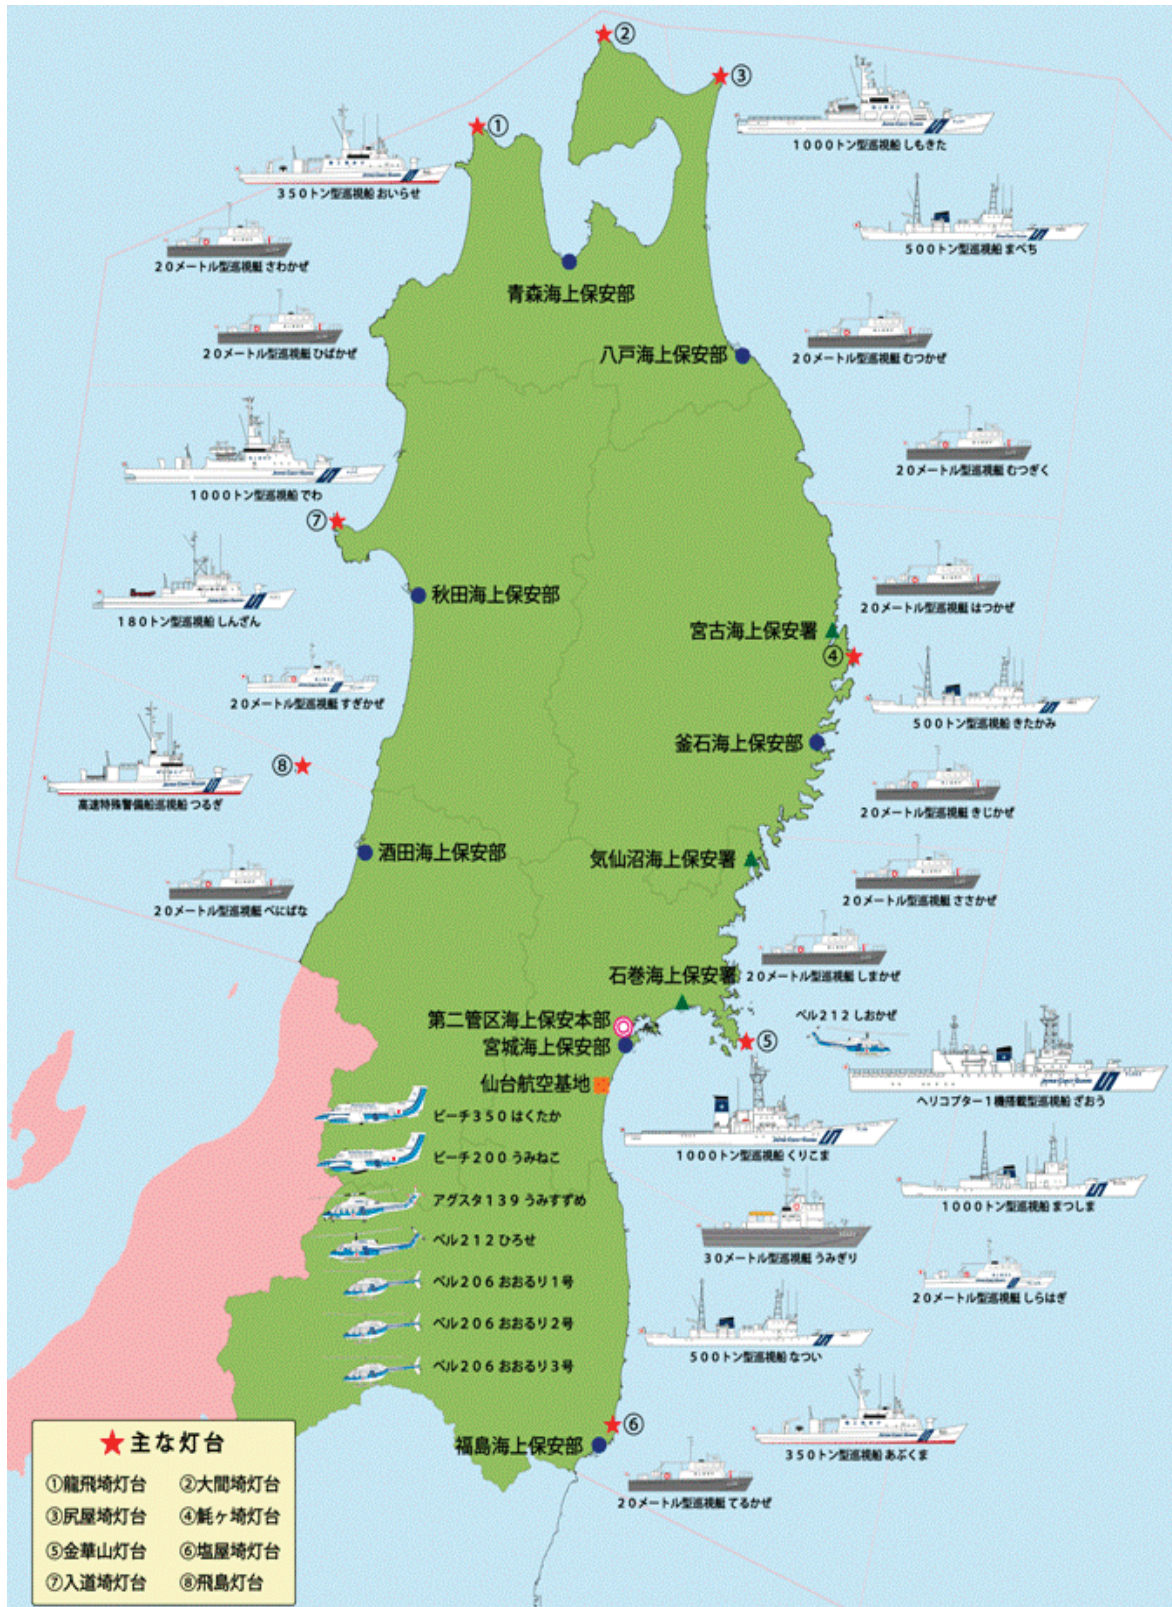 ②
③
1000トン型巡視船 しもきた
①
350トン型巡視船 おいらせ
500トン型巡視船 まべち
20メートル型巡視艇 さわかぜ
青森海上保安部
20メートル型巡視艇 ひばかぜ
八戸海上保安部
20メートル型巡視艇 むつかぜ
20メートル型巡視艇 むつぎく
1000トン型巡視船 でわ
⑦
秋田海上保安部
20メートル型巡視艇 はつかぜ
180トン型巡視船 しんざん
宮古海上保安署
④
20メートル型巡視艇 すぎかぜ
500トン型巡視船 きたかみ
釜石海上保安部
⑧
高速特殊警備船巡視船 つるぎ
20メートル型巡視艇 きじかぜ
酒田海上保安部
気仙沼海上保安署
20メートル型巡視艇 べにばな
20メートル型巡視艇 ささかぜ
石巻海上保安署
20メートル型巡視艇 しまかぜ
第二管区海上保安本部
ベル212 しおかぜ
宮城海上保安部
⑤
仙台航空基地
ヘリコプター1機搭載型巡視船 ざおう
ビーチ350 はくたか
1000トン型巡視船 くりこま
ビーチ200 うみねこ
アグスタ139 うみすずめ
1000トン型巡視船 まつしま
ベル212 ひろせ
30メートル型巡視艇 うみぎり
ベル206 おおるり1号
20メートル型巡視艇 しらはぎ
ベル206 おおるり2号
500トン型巡視船 なつい
ベル206 おおるり3号
⑥
福島海上保安部
350トン型巡視船 あぶくま
20メートル型巡視艇 てるかぜ
★主な灯台
①龍飛埼灯台 ②大間埼灯台
③尻屋埼灯台 ④魹ヶ埼灯台
⑤金華山灯台 ⑥塩屋埼灯台
⑦入道埼灯台 ⑧飛島灯台